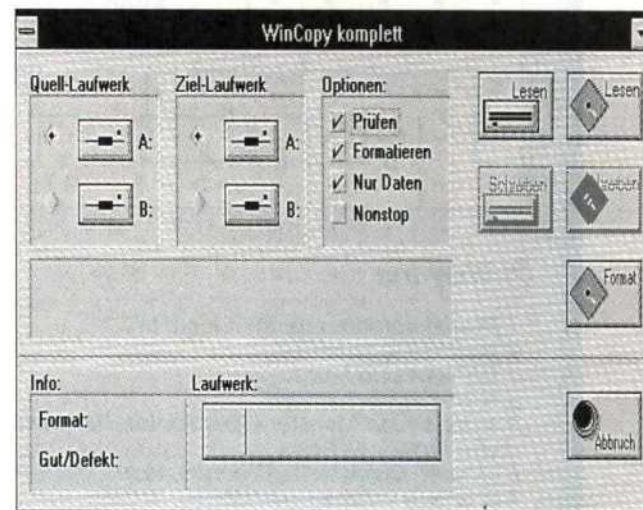 WinCopy komplett
Quell-Laufwerk Ziel-Laufwerk Optionen:
A: A: Prüfen
Formatieren
B: B: Nur Daten
Nonstop
Lesen Lesen
Schreiben
Format
Info: Laufwerk:
Format:
Gut/Defekt:
Abbruch